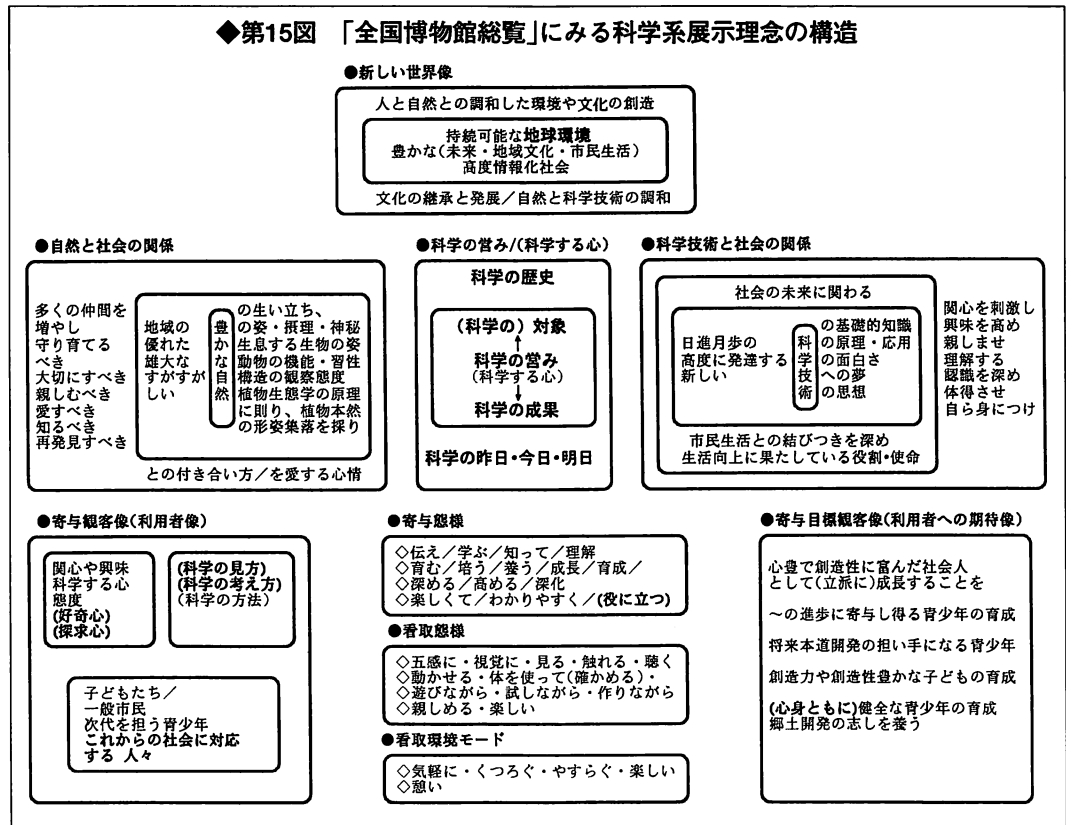 ◆第15図　「全国博物館総覧」にみる科学系展示理念の構造
●新しい世界像
人と自然との調和した環境や文化の創造
持続可能な地球環境
豊かな(未来・地域文化・市民生活)
高度情報化社会
文化の継承と発展／自然と科学技術の調和
●自然と社会の関係
多くの仲間を
増やし
守り育てる
べき
大切にすべき
親しむべき
愛すべき
知るべき
再発見すべき
地域の
優れた
雄大な
すがすが
しい
豊かな自然
の生い立ち、
の姿・摂理・神秘
生息する生物の姿
動物の機能・習性
構造の観察態度
植物生態学の原理
に則り、植物本然
の形姿集落を採り
との付き合い方／を愛する心情
●科学の営み/(科学する心)
科学の歴史
(科学の) 対象
↑
科学の営み
(科学する心)
↓
科学の成果
科学の昨日・今日・明日
●科学技術と社会の関係
社会の未来に関わる
日進月歩の
高度に発達する
新しい
科学技術
の基礎的知識
の原理・応用
の面白さ
への夢
の思想
市民生活との結びつきを深め
生活向上に果たしている役割・使命
関心を刺激し
興味を高め
親しませ
理解する
認識を深め
体得させ
自ら身につけ
●寄与観客像(利用者像)
関心や興味
科学する心
態度
(好奇心)
(探求心)
(科学の見方)
(科学の考え方)
(科学の方法)
子どもたち／
一般市民
次代を担う青少年
これからの社会に対応
する 人々
●寄与態様
◇伝え／学ぶ／知って／理解
◇育む／培う／養う／成長／育成／
◇深める／高める／深化
◇楽しくて／わかりやすく／(役に立つ)
●看取態様
◇五感に・視覚に・見る・触れる・聴く
◇動かせる・体を使って(確かめる)・
◇遊びながら・試しながら・作りながら
◇親しめる・楽しい
●看取環境モード
◇気軽に・くつろぐ・やすらぐ・楽しい
◇憩い
●寄与目標観客像(利用者への期待像)
心豊で創造性に富んだ社会人
として(立派に)成長することを
～の進歩に寄与し得る青少年の育成
将来本道開発の担い手になる青少年
創造力や創造性豊かな子どもの育成
(心身ともに)健全な青少年の育成
郷土開発の志しを養う